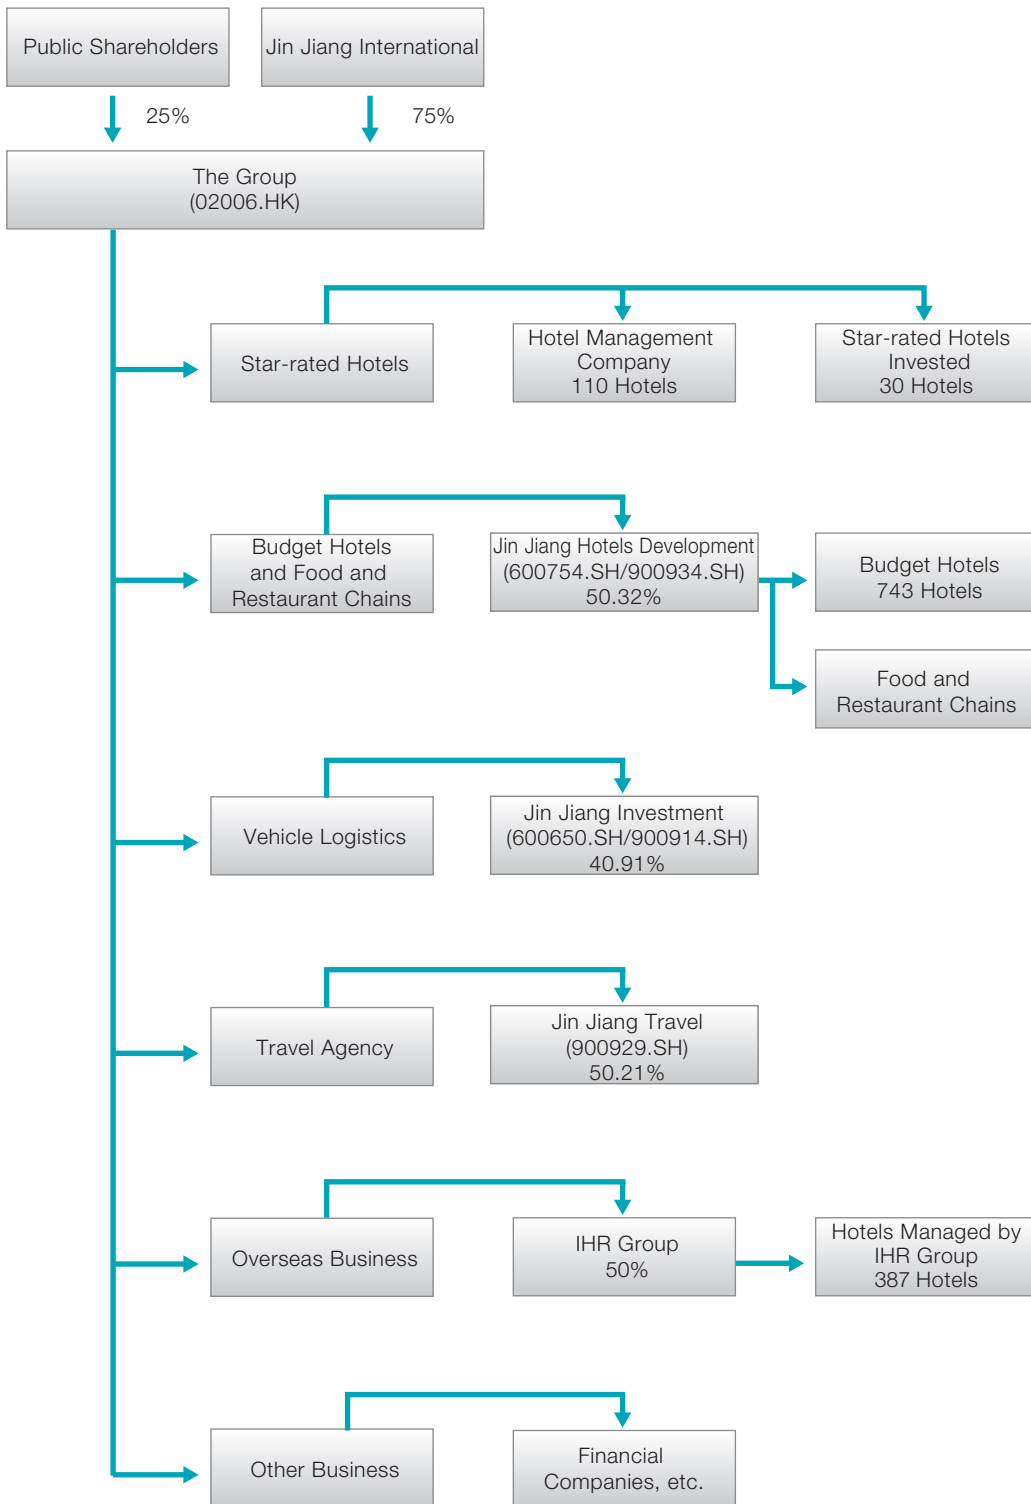 Public Shareholders
Jin Jiang International
25%
75%
The Group
(02006.HK)
Star-rated Hotels
Hotel Management
Company
110 Hotels
Star-rated Hotels
Invested
30 Hotels
Budget Hotels
and Food and
Restaurant Chains
Jin Jiang Hotels Development
(600754.SH/900934.SH)
50.32%
Budget Hotels
743 Hotels
Food and
Restaurant Chains
Vehicle Logistics
Jin Jiang Investment
(600650.SH/900914.SH)
40.91%
Travel Agency
Jin Jiang Travel
(900929.SH)
50.21%
Overseas Business
IHR Group
50%
Hotels Managed by
IHR Group
387 Hotels
Other Business
Financial
Companies, etc.